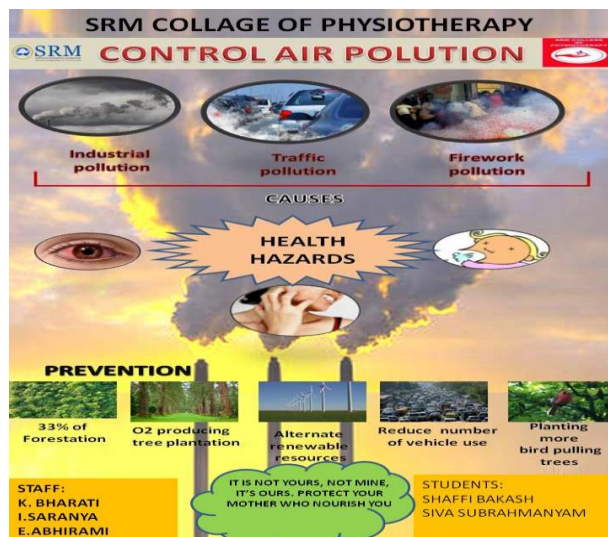 SRM COLLAGE OF PHYSIOTHERAPY
SRM
CONTROL AIR POLUTION
Industrial
pollution
Traffic
pollution
Firework
pollution
CAUSES
HEALTH
HAZARDS
PREVENTION
33% of
Forestation
O2 producing
tree plantation
Alternate
renewable
resources
Reduce number
of vehicle use
Planting
more
bird pulling
trees
STAFF:
K. BHARATI
I.SARANYA
E.ABHIRAMI
IT IS NOT YOURS, NOT MINE,
IT'S OURS. PROTECT YOUR
MOTHER WHO NOURISH YOU
STUDENTS:
SHAFFI BAKASH
SIVA SUBRAHMANYAM